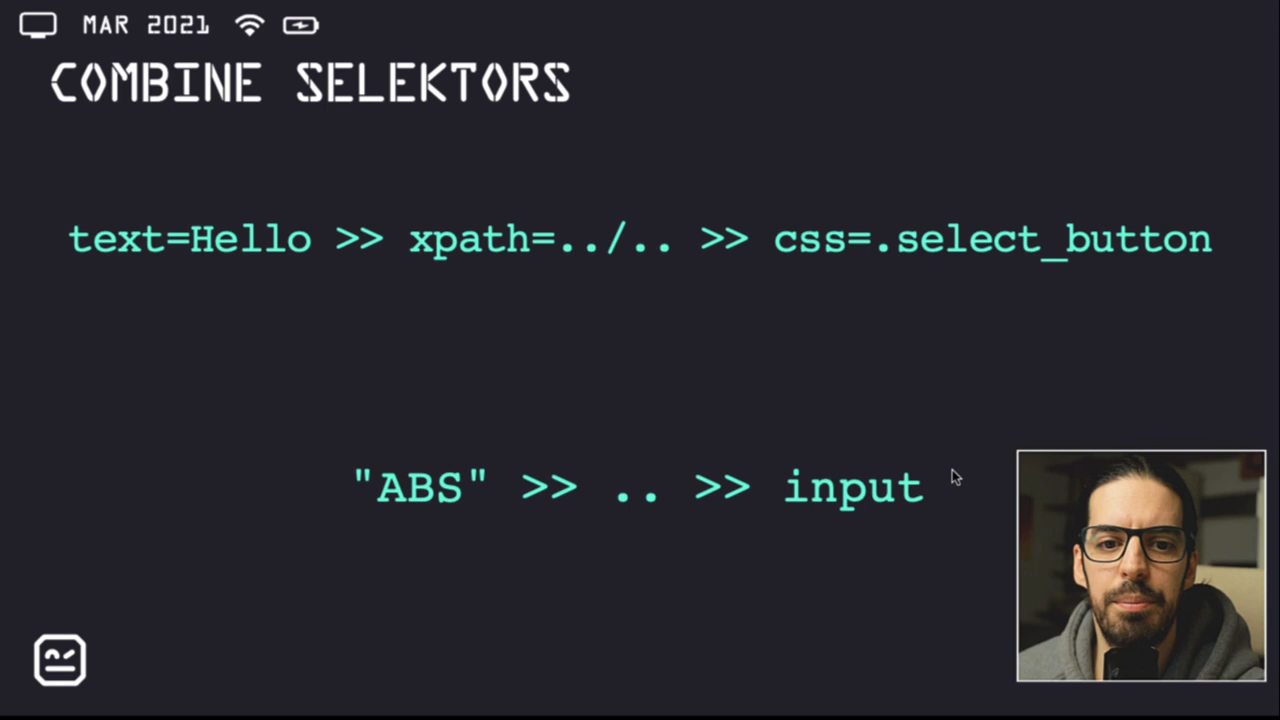 MAR 2021
COMBINE SELEKTORS
text=Hello >> xpath=../.. >> css=.select_button
"ABS" >> .. >> input